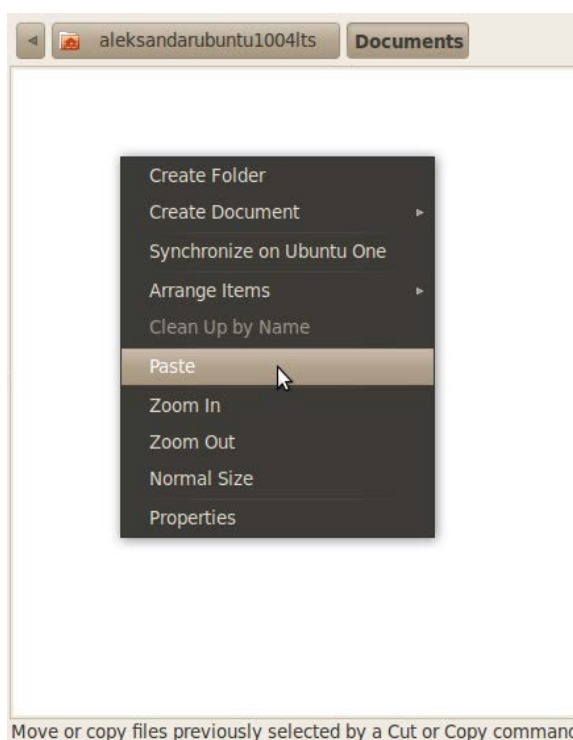 aleksandarubuntu1004lts Documents
Create Folder
Create Document
Synchronize on Ubuntu One
Arrange Items
Clean Up by Name
Paste
Zoom In
Zoom Out
Normal Size
Properties
Move or copy files previously selected by a Cut or Copy command